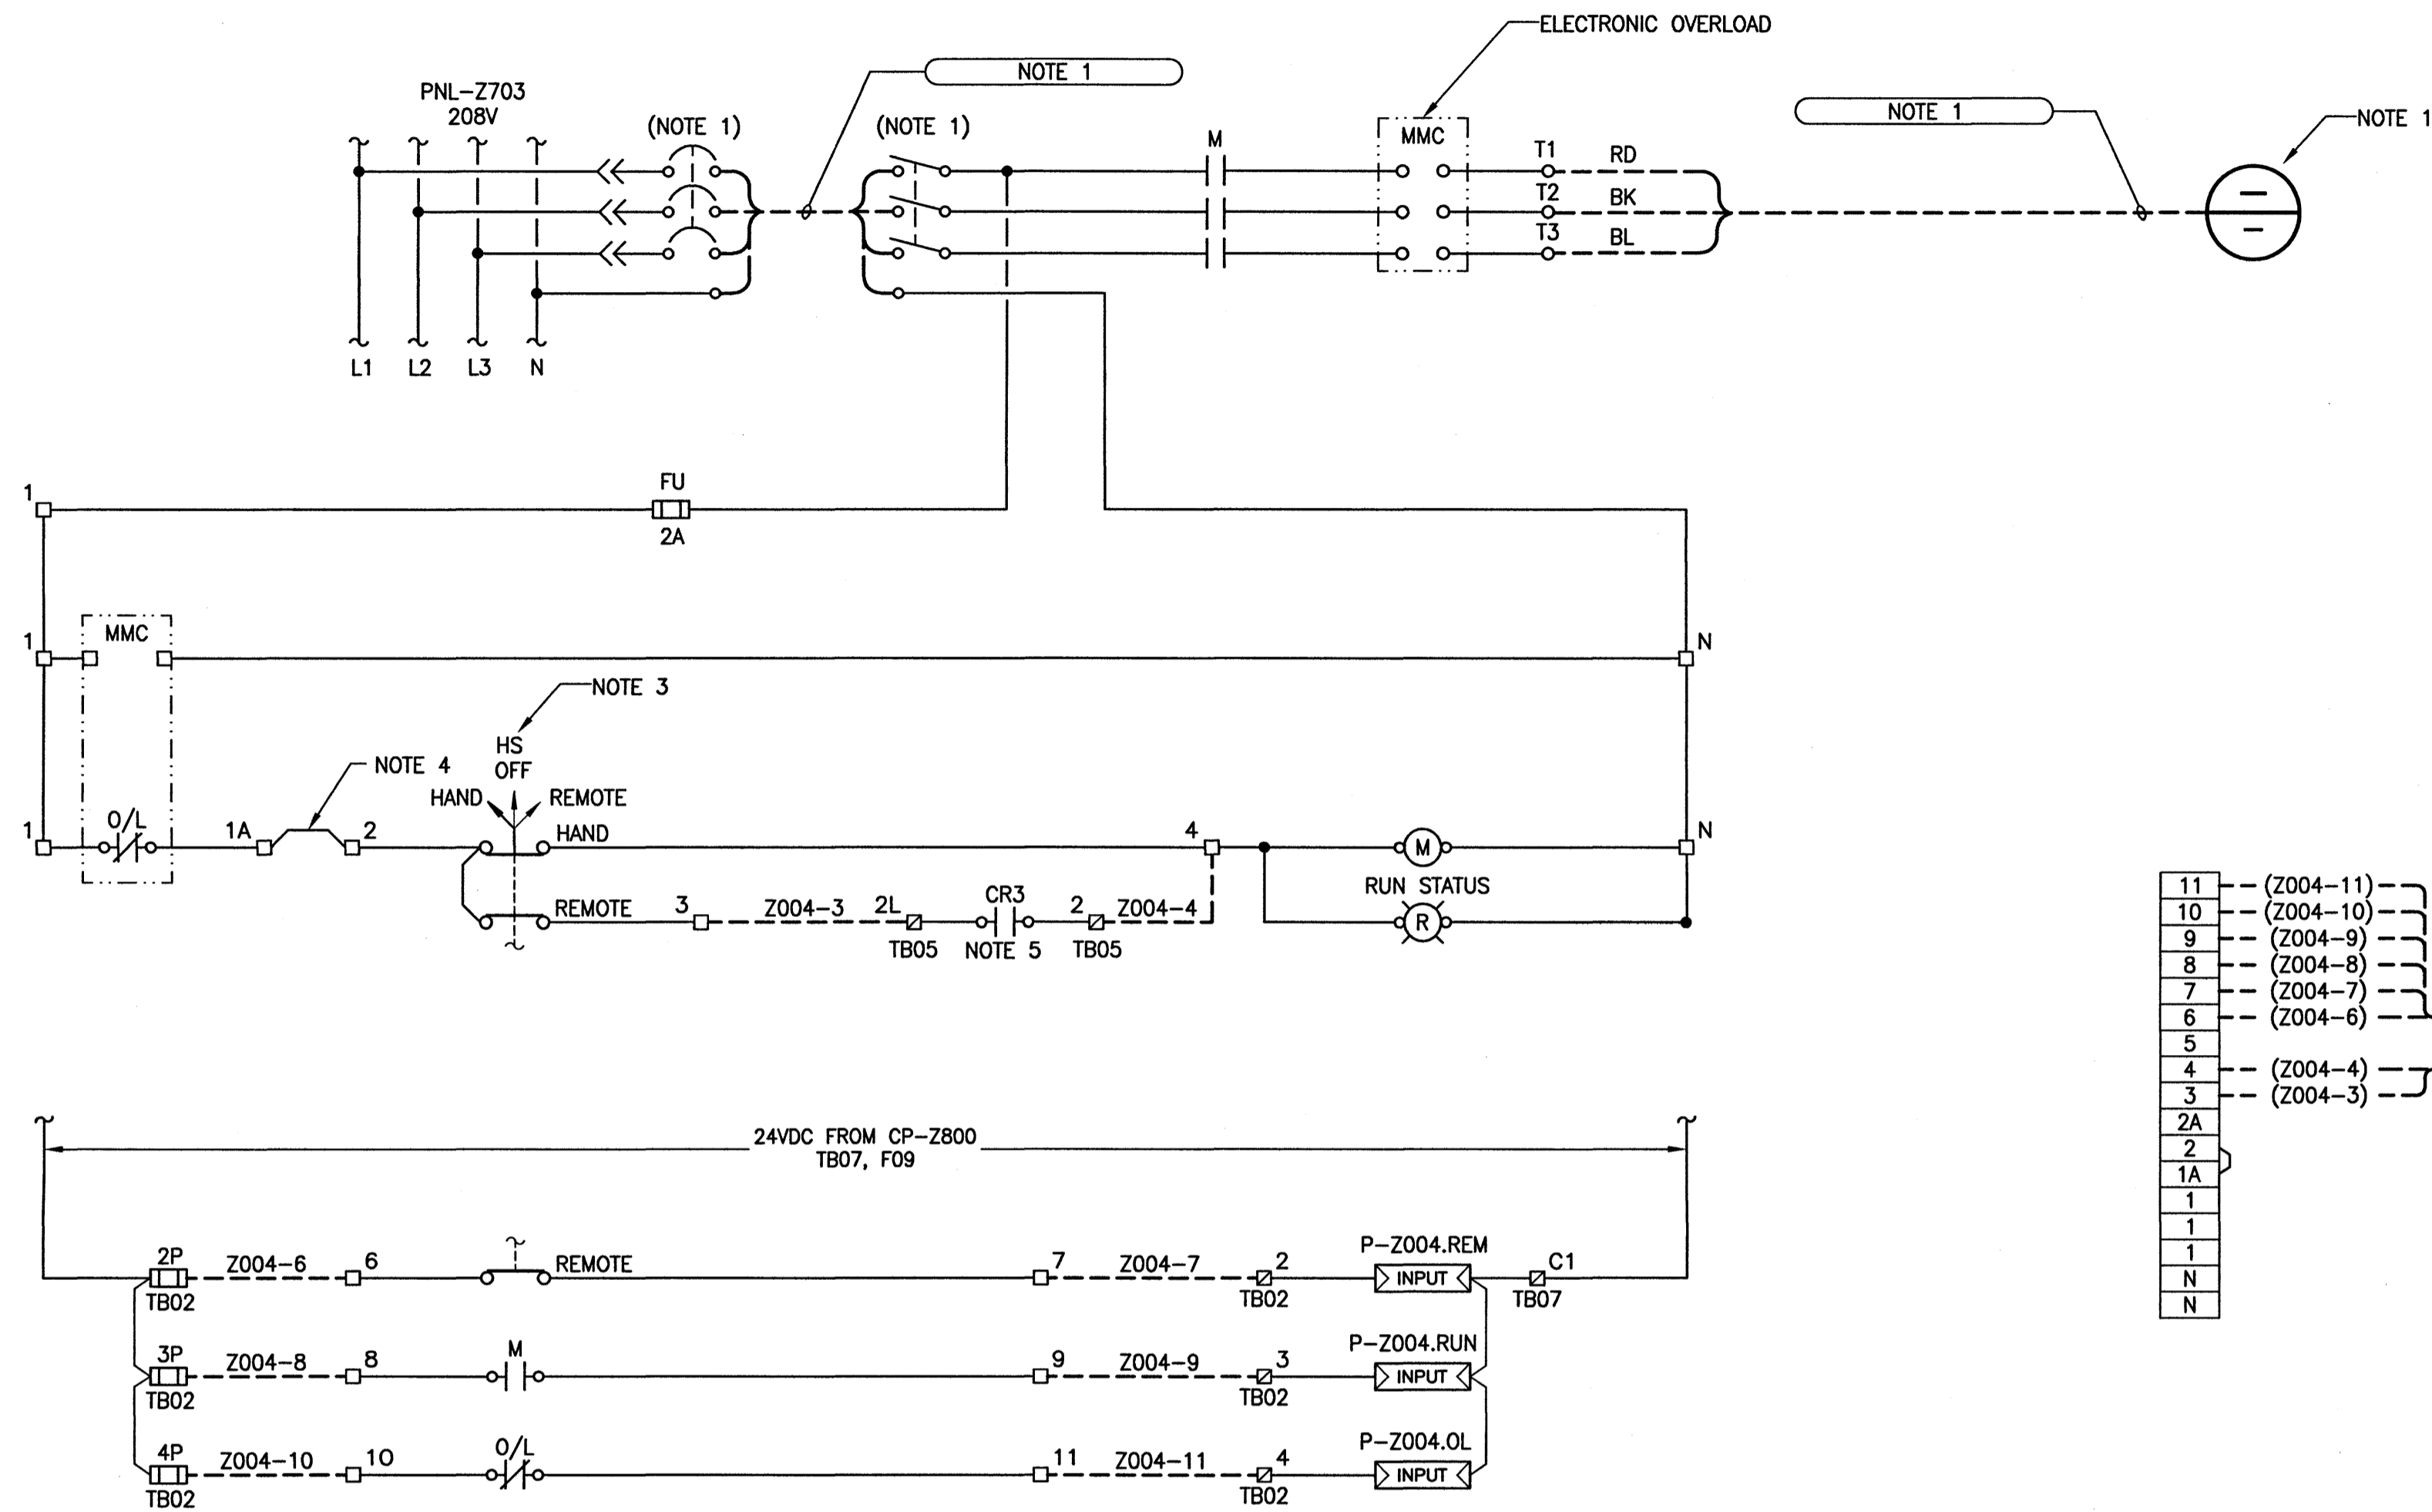 ELECTRONIC OVERLOAD
NOTE 1
PNL-Z703
208V
(NOTE 1)
(NOTE 1)
M
MMC
NOTE 1
NOTE 1
T1
RD
T2
BK
T3
BL
L1
L2
L3
N
FU
2A
1
MMC
1
N
NOTE 3
HS
OFF
HAND
REMOTE
NOTE 4
1
O/L
1A
2
HAND
4
M
N
RUN STATUS
REMOTE
3
Z004-3
2L
TB05
CR3
NOTE 5
2
TB05
Z004-4
R
24VDC FROM CP-Z800
TB07, F09
2P
TB02
Z004-6
6
REMOTE
7
Z004-7
2
TB02
P-Z004.REM
INPUT
C1
TB07
3P
TB02
Z004-8
8
M
9
Z004-9
3
TB02
P-Z004.RUN
INPUT
4P
TB02
Z004-10
10
O/L
11
Z004-11
4
TB02
P-Z004.OL
INPUT
11 (Z004-11)
10 (Z004-10)
9 (Z004-9)
8 (Z004-8)
7 (Z004-7)
6 (Z004-6)
5
4 (Z004-4)
3 (Z004-3)
2A
2
1A
1
1
1
N
N